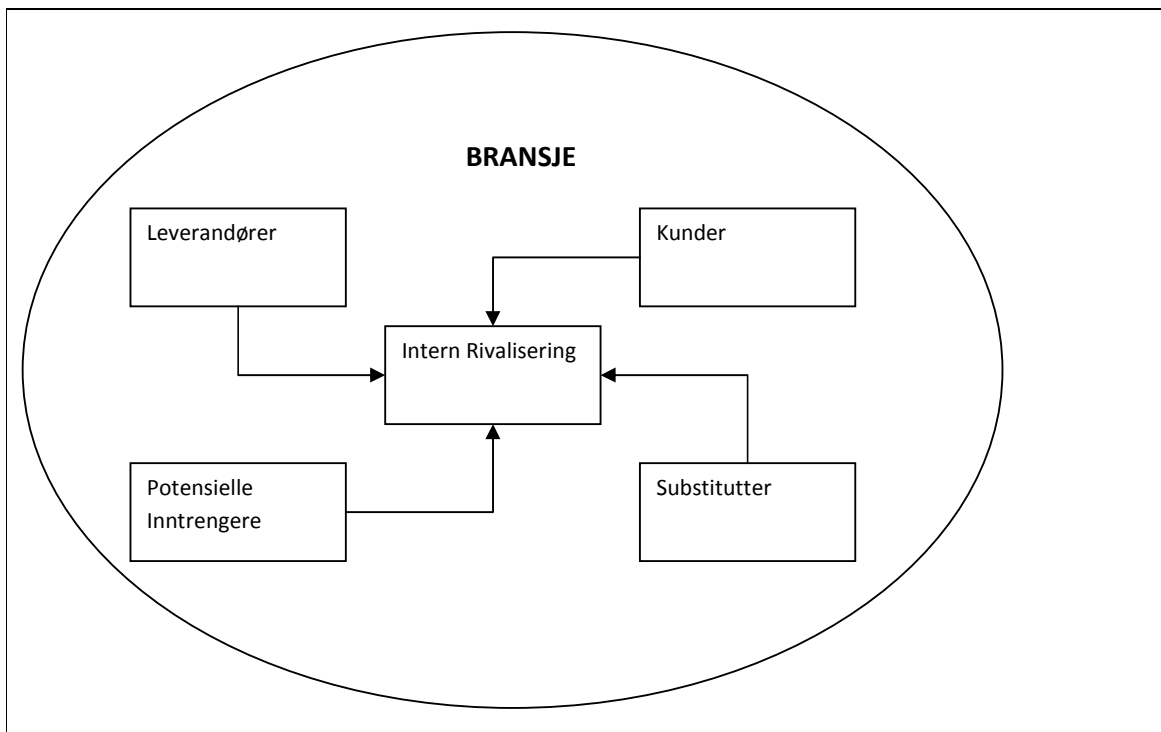 BRANSJE
Leverandører
Kunder
Intern Rivalisering
Potensielle
Inntrengere
Substitutter